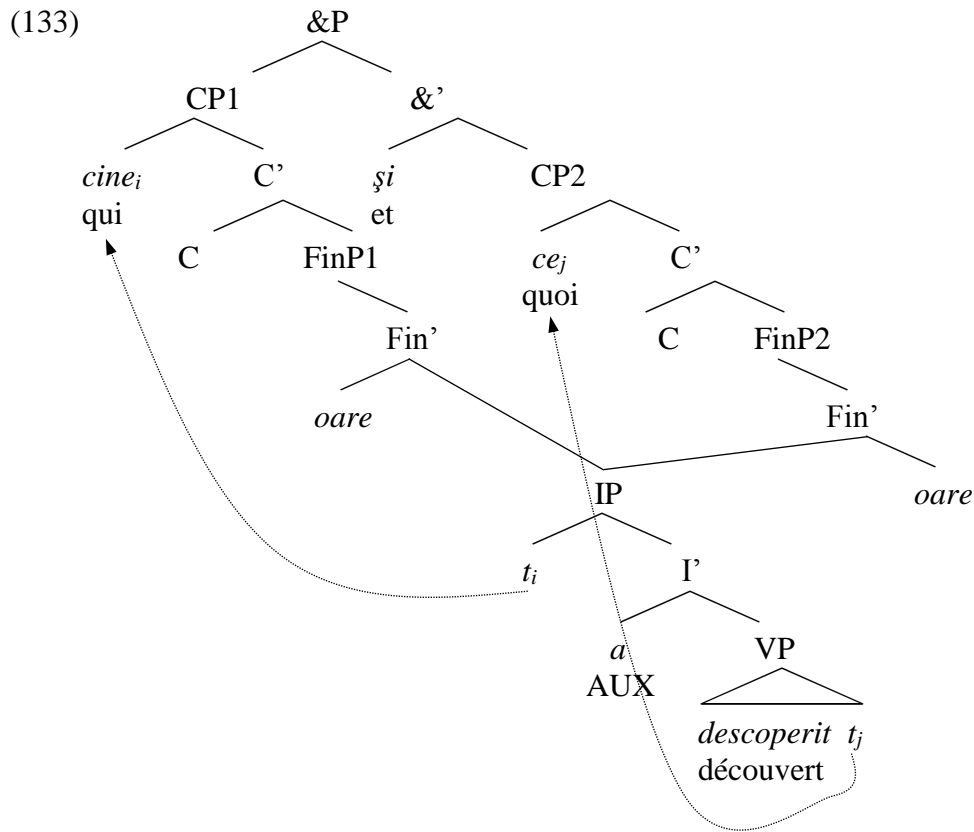 (133) &P
CP1 &’
cinei C’ şi CP2
qui et
C FinP1 cej C’
quoi
Fin’ C FinP2
oare Fin’
IP oare
ti I’
a VP
AUX
descoperit tj
découvert